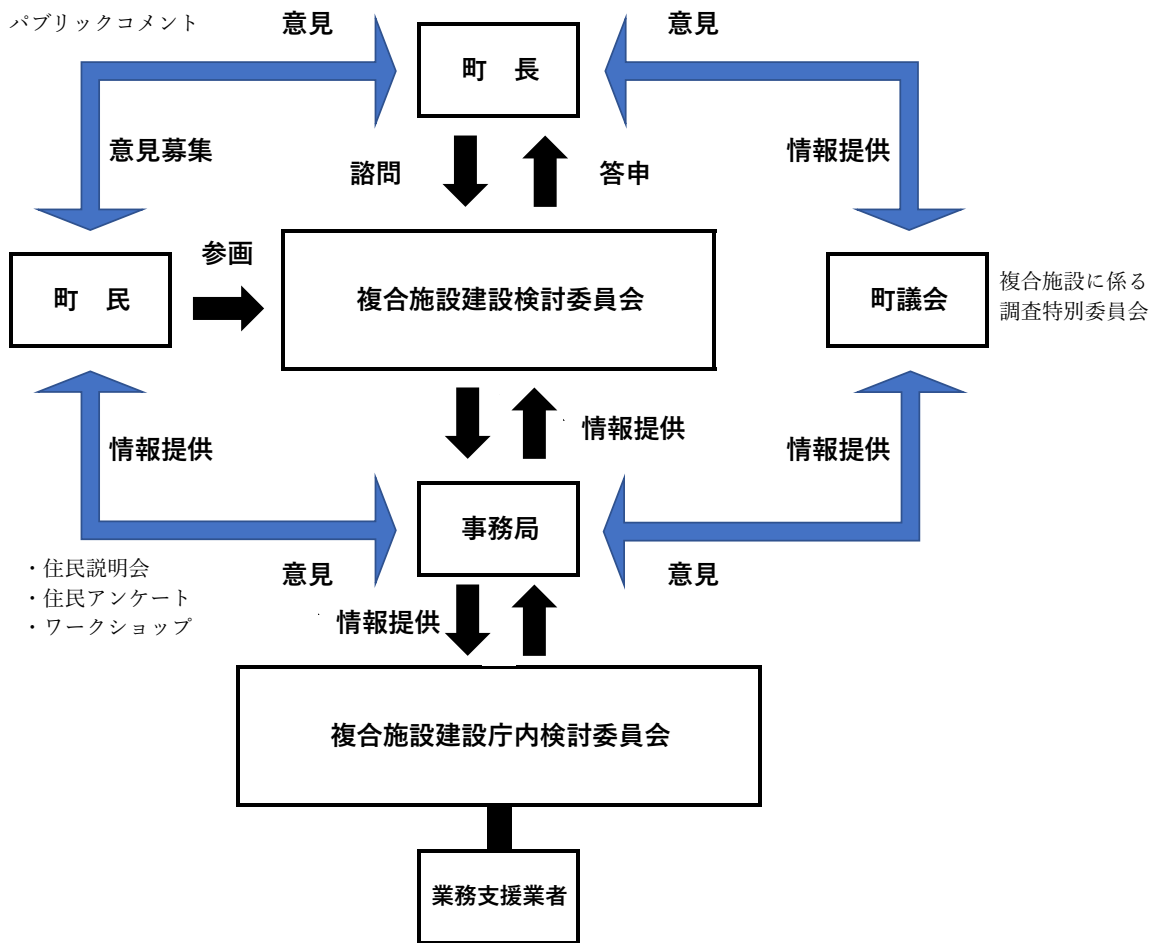 パブリックコメント
意見
意見
町　長
意見募集
情報提供
諮問
答申
参画
町　民
複合施設建設検討委員会
町議会
複合施設に係る
調査特別委員会
情報提供
情報提供
情報提供
事務局
・住民説明会
・住民アンケート
・ワークショップ
意見
意見
情報提供
複合施設建設庁内検討委員会
業務支援業者